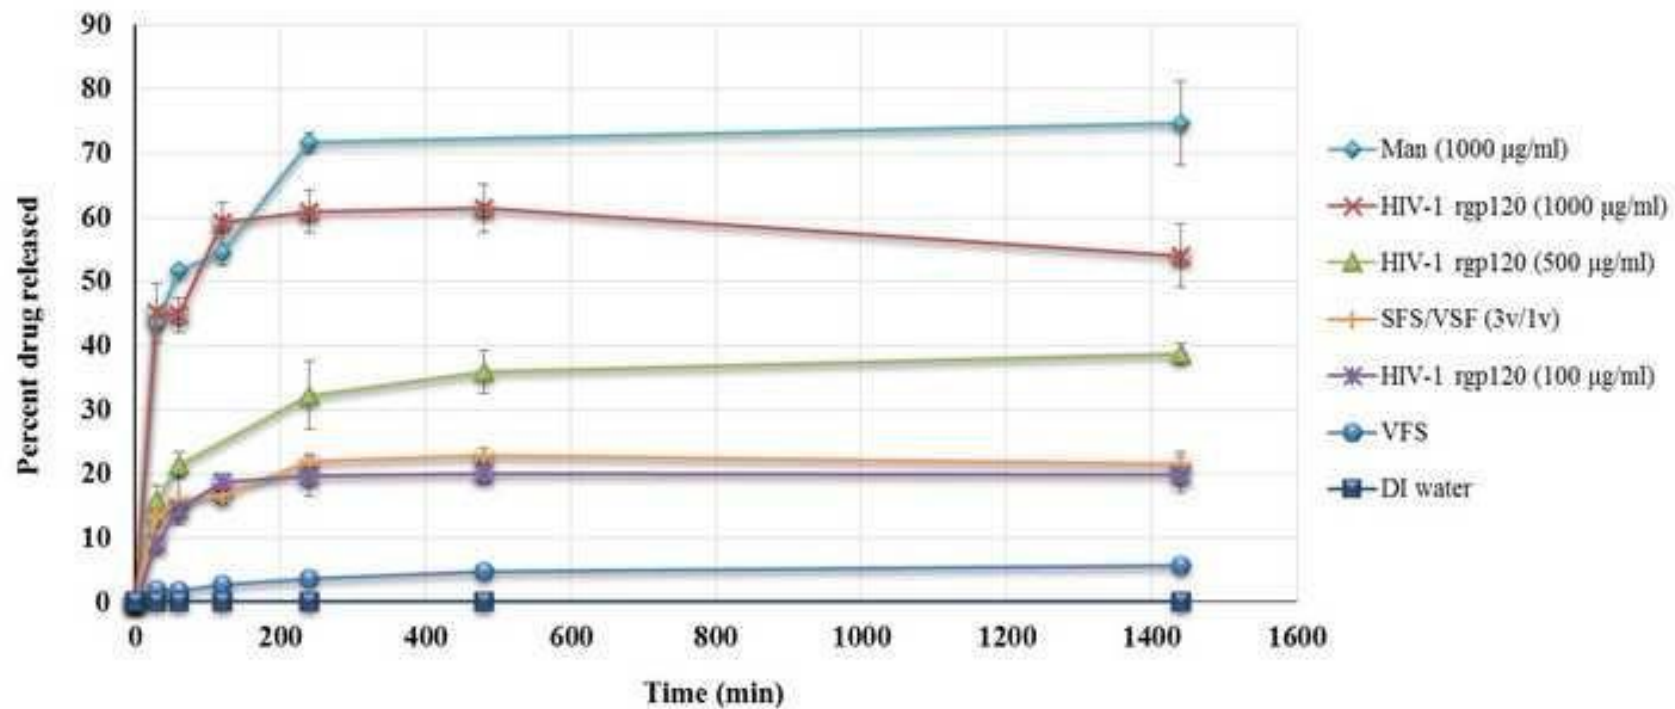 90
80
70
60
50
40
30
20
10
0
Percent drug released
0 200 400 600 800 1000 1200 1400 1600
Time (min)
Man (1000 µg/ml)
HIV-1 rgp120 (1000 µg/ml)
HIV-1 rgp120 (500 µg/ml)
SFS/VSF (3v/1v)
HIV-1 rgp120 (100 µg/ml)
VFS
DI water